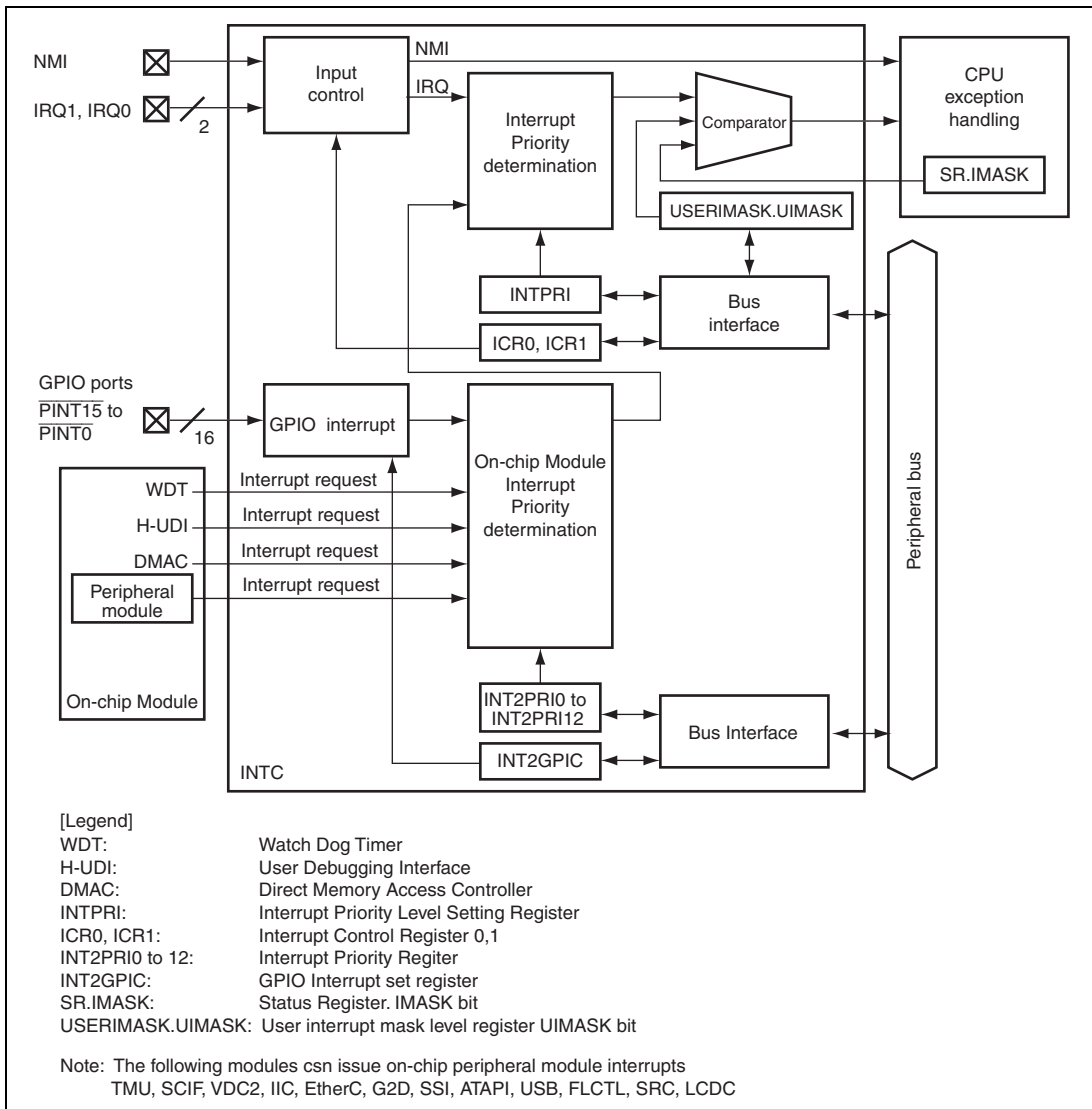 NMI
IRQ1, IRQ0
2
Input
control
NMI
IRQ
Interrupt
Priority
determination
Comparator
CPU
exception
handling
SR.IMASK
USERIMASK.UIMASK
INTPRI
ICR0, ICR1
Bus
interface
GPIO ports
PINT15 to
PINT0
16
GPIO interrupt
On-chip Module
Interrupt
Priority
determination
WDT
Interrupt request
H-UDI
Interrupt request
DMAC
Interrupt request
Peripheral
module
Interrupt request
On-chip Module
INT2PRI0 to
INT2PRI12
INT2GPIC
Bus Interface
Peripheral bus
INTC
[Legend]
WDT: Watch Dog Timer
H-UDI: User Debugging Interface
DMAC: Direct Memory Access Controller
INTPRI: Interrupt Priority Level Setting Register
ICR0, ICR1: Interrupt Control Register 0,1
INT2PRI0 to 12: Interrupt Priority Regiter
INT2GPIC: GPIO Interrupt set register
SR.IMASK: Status Register. IMASK bit
USERIMASK.UIMASK: User interrupt mask level register UIMASK bit
Note: The following modules csn issue on-chip peripheral module interrupts
TMU, SCIF, VDC2, IIC, EtherC, G2D, SSI, ATAPI, USB, FLCTL, SRC, LCDC